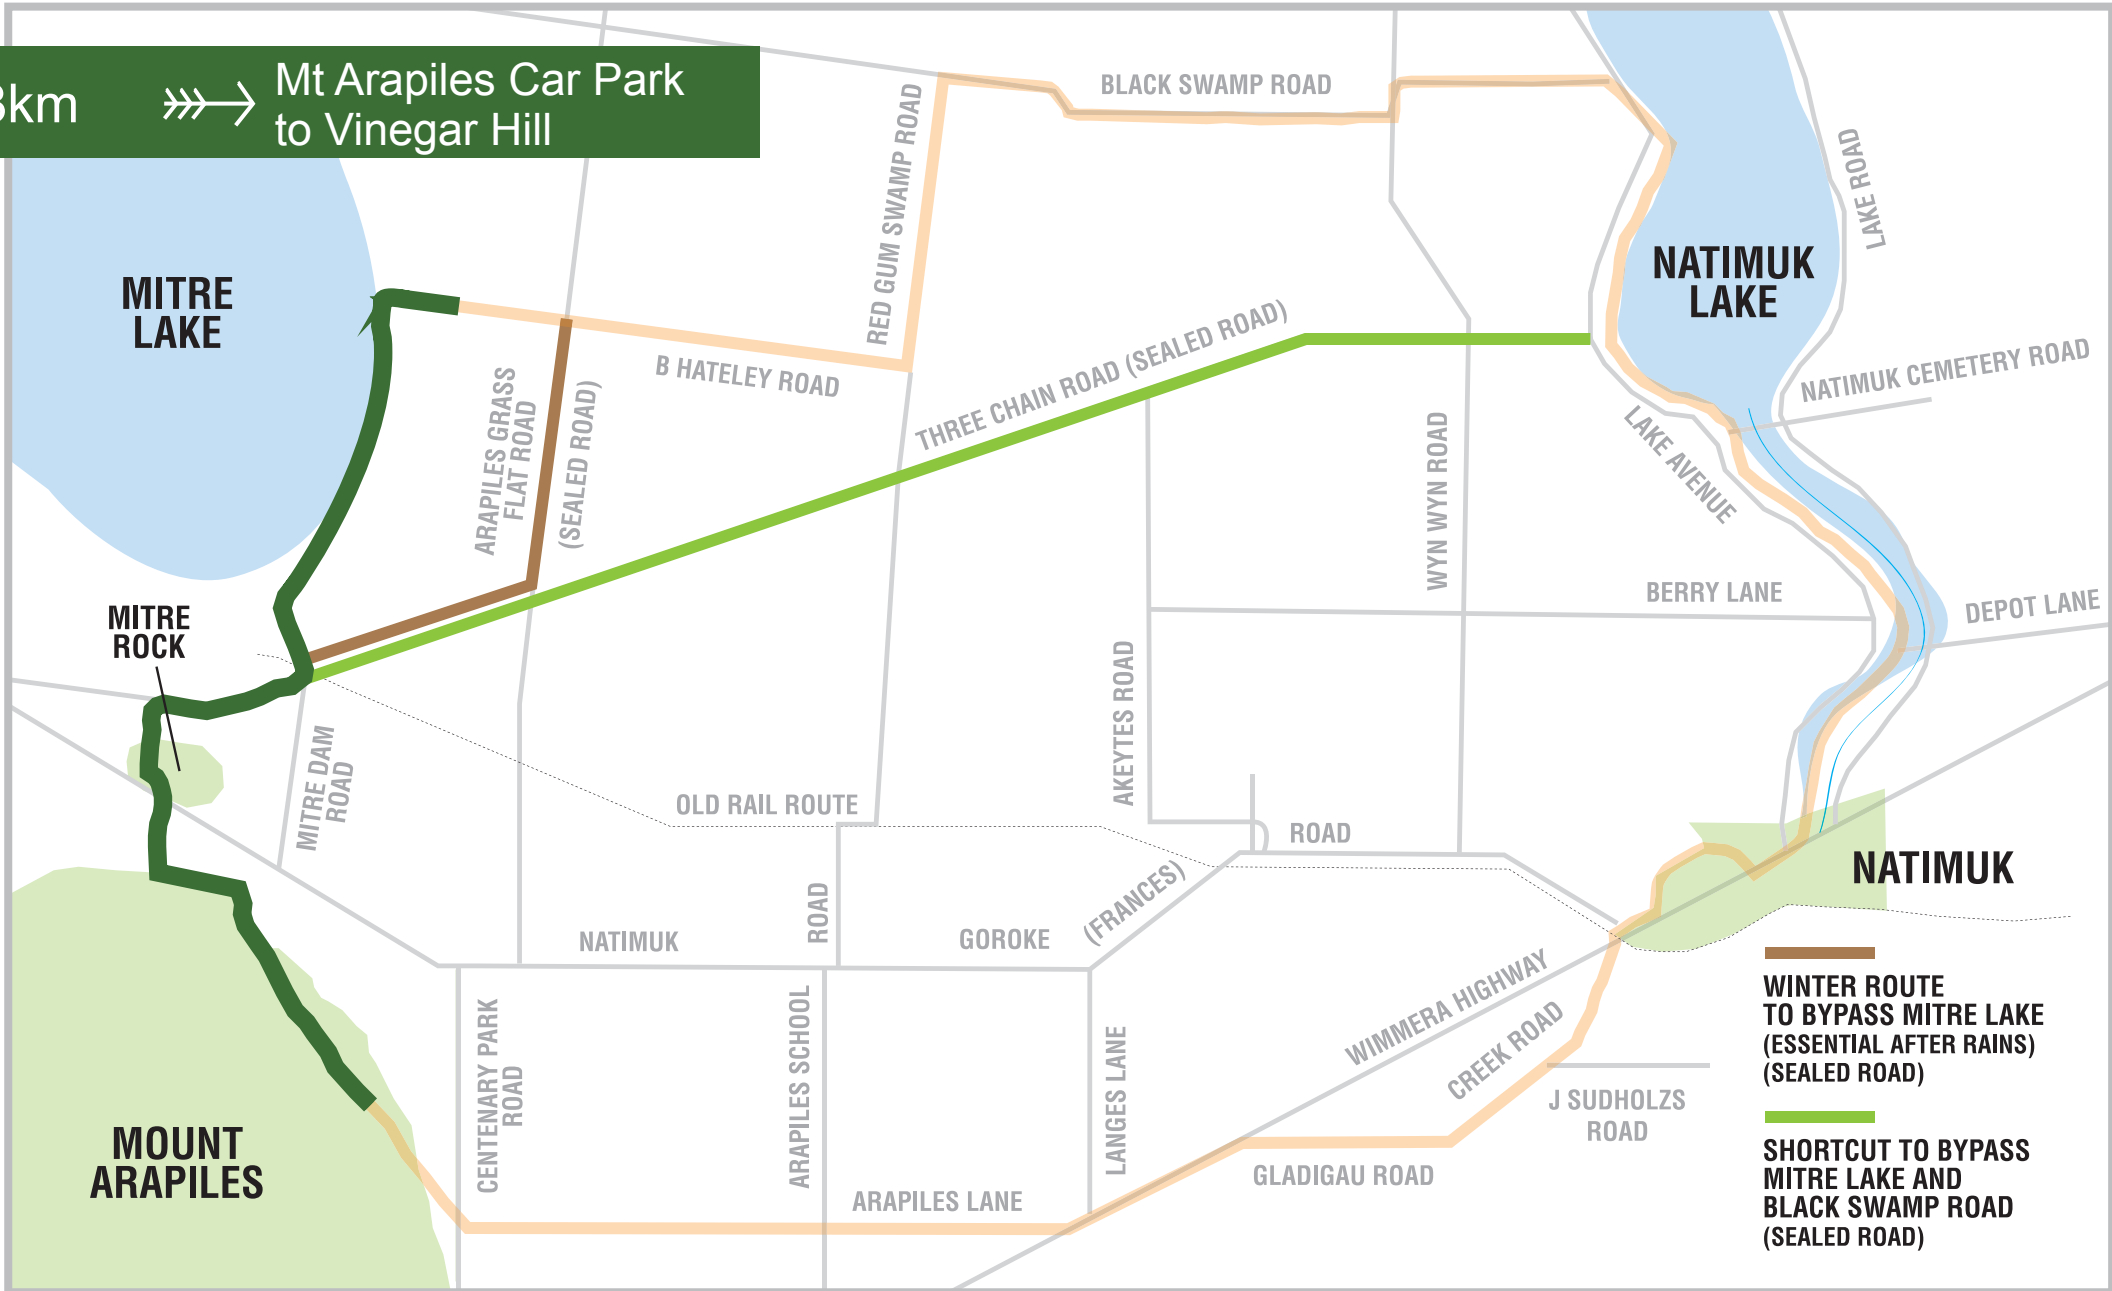 km
Mt Arapiles Car Park
to Vinegar Hill
BLACK SWAMP ROAD
RED GUM SWAMP ROAD
LAKE ROAD
MITRE
LAKE
NATIMUK
LAKE
B HATELEY ROAD
THREE CHAIN ROAD (SEALED ROAD)
NATIMUK CEMETERY ROAD
ARAPILES GRASS
FLAT ROAD
(SEALED ROAD)
WYN WYN ROAD
LAKE AVENUE
BERRY LANE
DEPOT LANE
MITRE
ROCK
MITRE DAM
ROAD
OLD RAIL ROUTE
AKEYTES ROAD
ROAD
NATIMUK
ROAD
NATIMUK
GOROKE
(FRANCES)
WIMMERA HIGHWAY
CREEK ROAD
CENTENARY PARK
ROAD
ARAPILES SCHOOL
LANGES LANE
J SUDHOLZS
ROAD
GLADIGAU ROAD
ARAPILES LANE
MOUNT
ARAPILES
WINTER ROUTE
TO BYPASS MITRE LAKE
(ESSENTIAL AFTER RAINS)
(SEALED ROAD)
SHORTCUT TO BYPASS
MITRE LAKE AND
BLACK SWAMP ROAD
(SEALED ROAD)